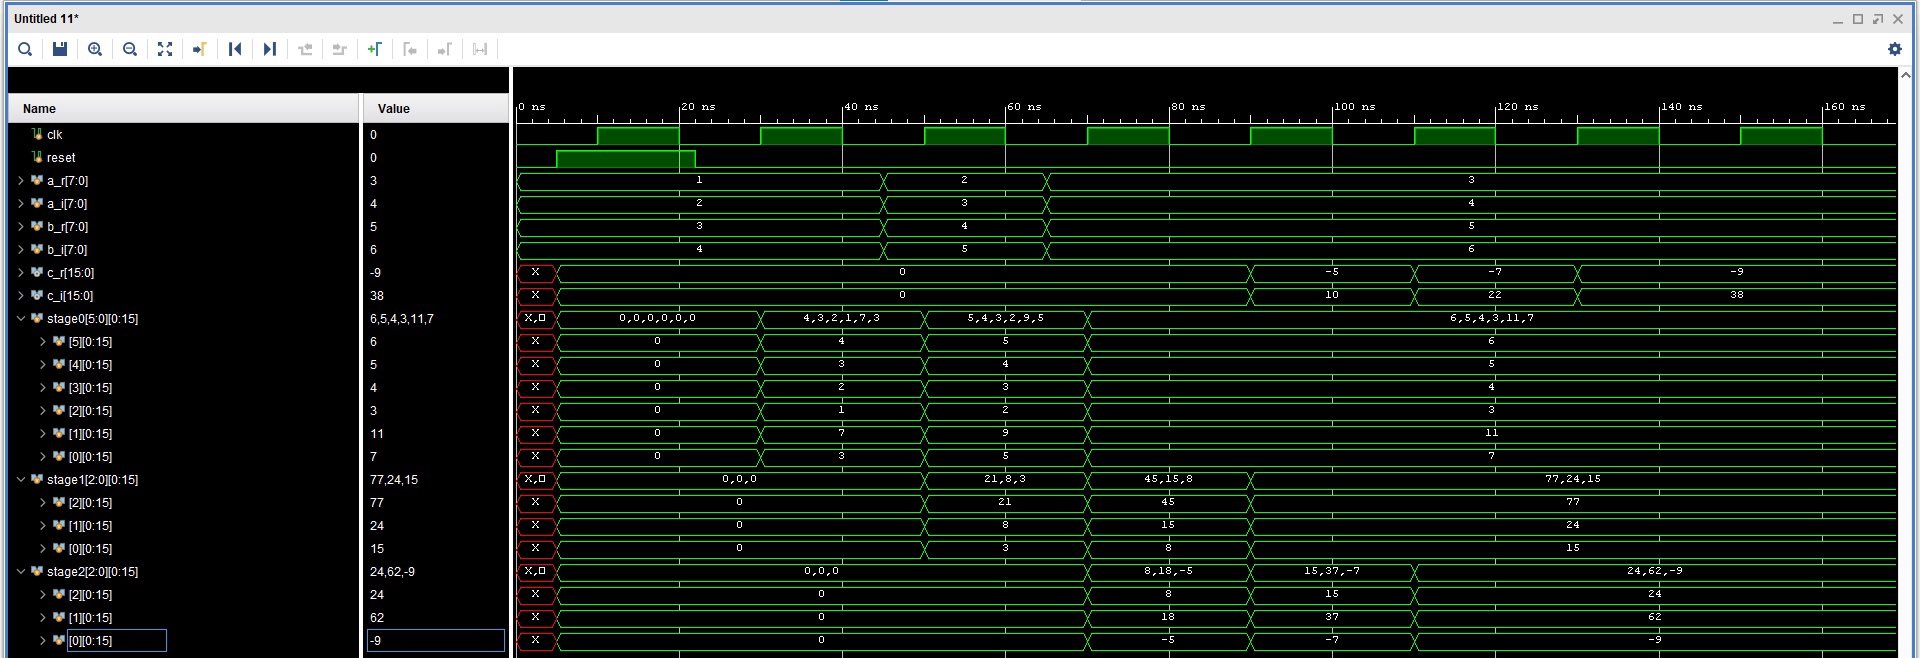 Untitled 11*
0 ns 20 ns 40 ns 60 ns 80 ns 100 ns 120 ns 140 ns 160 ns
Name Value
clk 0
reset 0
a_r[7:0] 3 1 2 3
a_i[7:0] 4 2 3 4
b_r[7:0] 5 3 4 5
b_i[7:0] 6 4 5 6
c_r[15:0] -9 X 0 -5 -7 -9
c_i[15:0] 38 X 0 10 22 38
stage0[5:0][0:15] 6,5,4,3,11,7 X,□ 0,0,0,0,0,0 4,3,2,1,7,3 5,4,3,2,9,5 6,5,4,3,11,7
[5][0:15] 6 X 0 4 5 6
[4][0:15] 5 X 0 3 4 5
[3][0:15] 4 X 0 2 3 4
[2][0:15] 3 X 0 1 2 3
[1][0:15] 11 X 0 7 9 11
[0][0:15] 7 X 0 3 5 7
stage1[2:0][0:15] 77,24,15 X,□ 0,0,0 21,8,3 45,15,8 77,24,15
[2][0:15] 77 X 0 21 45 77
[1][0:15] 24 X 0 8 15 24
[0][0:15] 15 X 0 3 8 15
stage2[2:0][0:15] 24,62,-9 X,□ 0,0,0 8,18,-5 15,37,-7 24,62,-9
[2][0:15] 24 X 0 8 15 24
[1][0:15] 62 X 0 18 37 62
[0][0:15] -9 X 0 -5 -7 -9